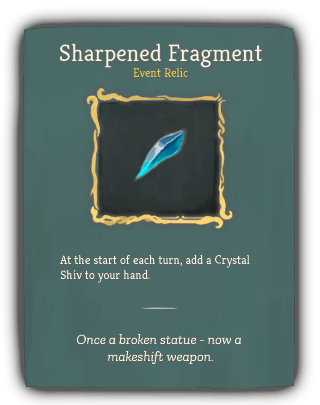 Sharpened Fragment
Event Relic
At the start of each turn, add a Crystal
Shiv to your hand.
Once a broken statue - now a
makeshift weapon.